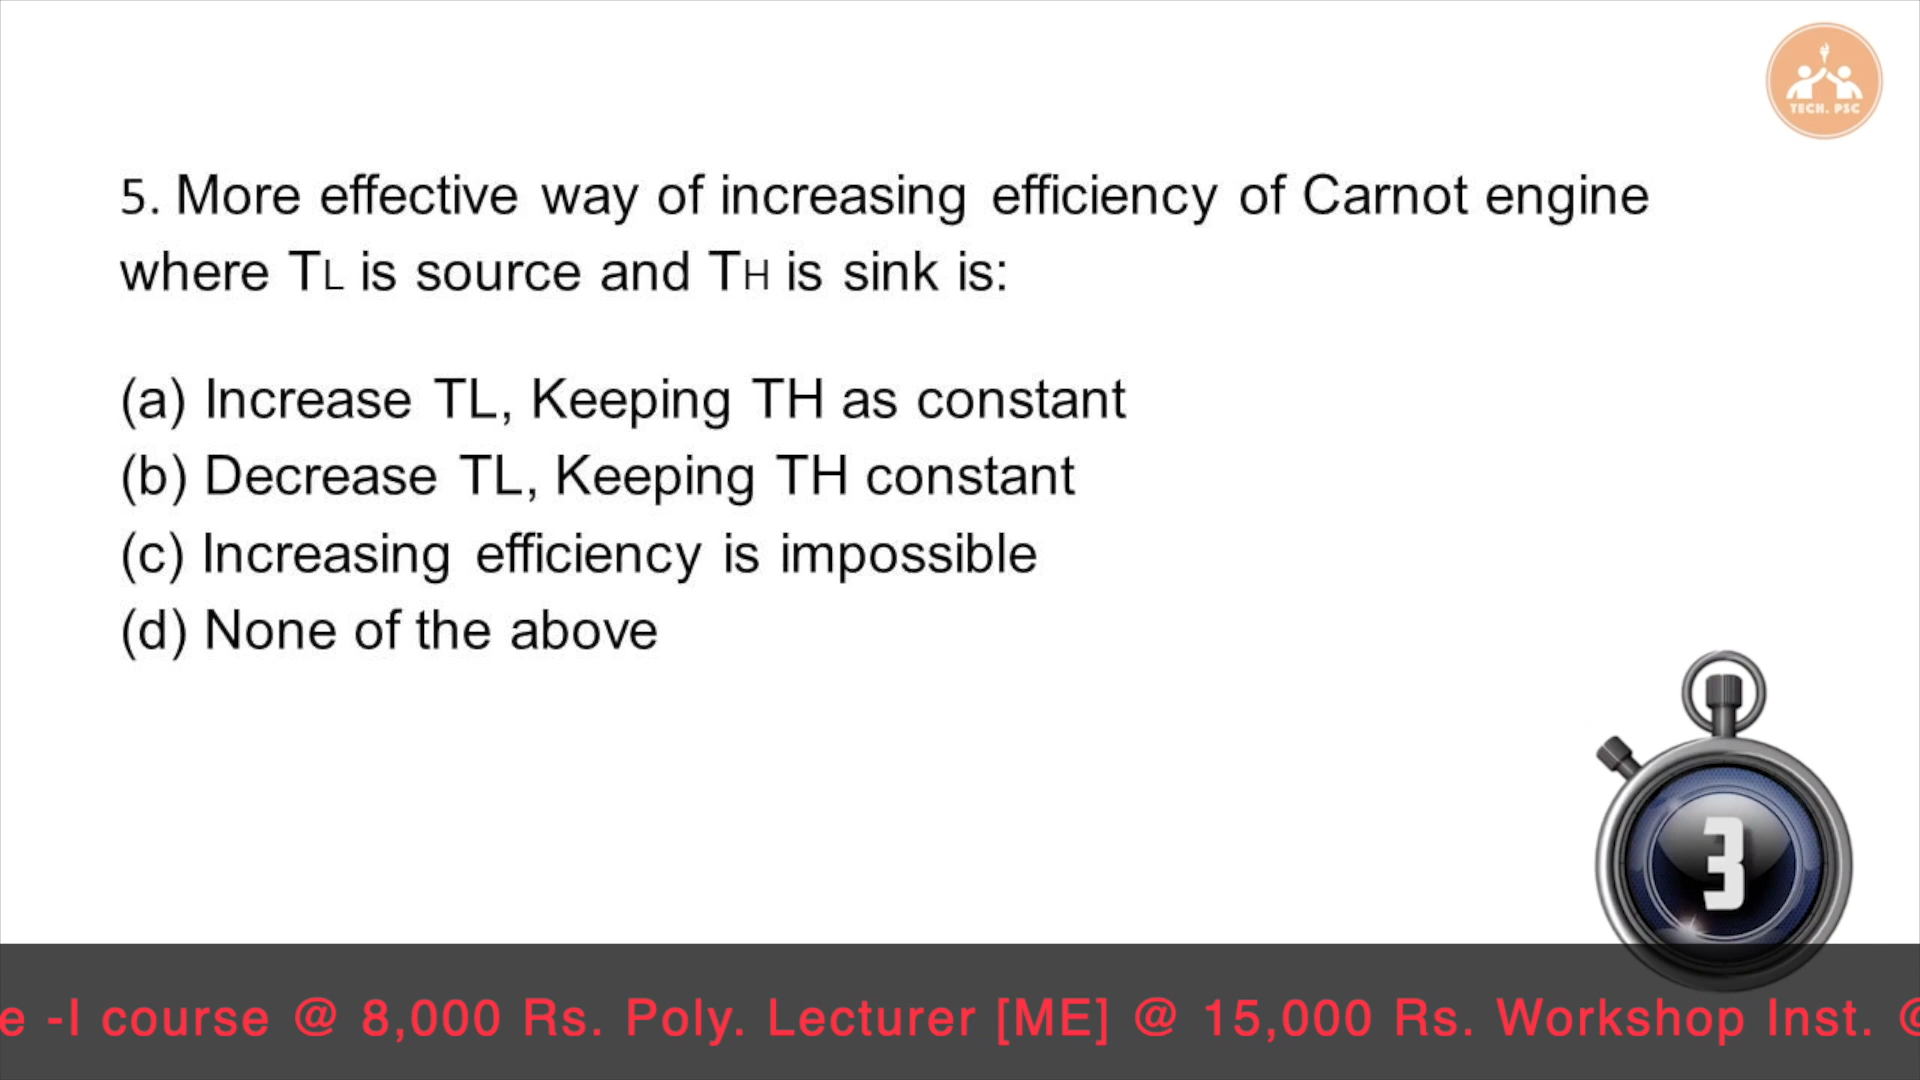 TECH. PSC
5. More effective way of increasing efficiency of Carnot engine
where TL is source and TH is sink is:
(a) Increase TL, Keeping TH as constant
(b) Decrease TL, Keeping TH constant
(c) Increasing efficiency is impossible
(d) None of the above
3
e -I course @ 8,000 Rs. Poly. Lecturer [ME] @ 15,000 Rs. Workshop Inst. @